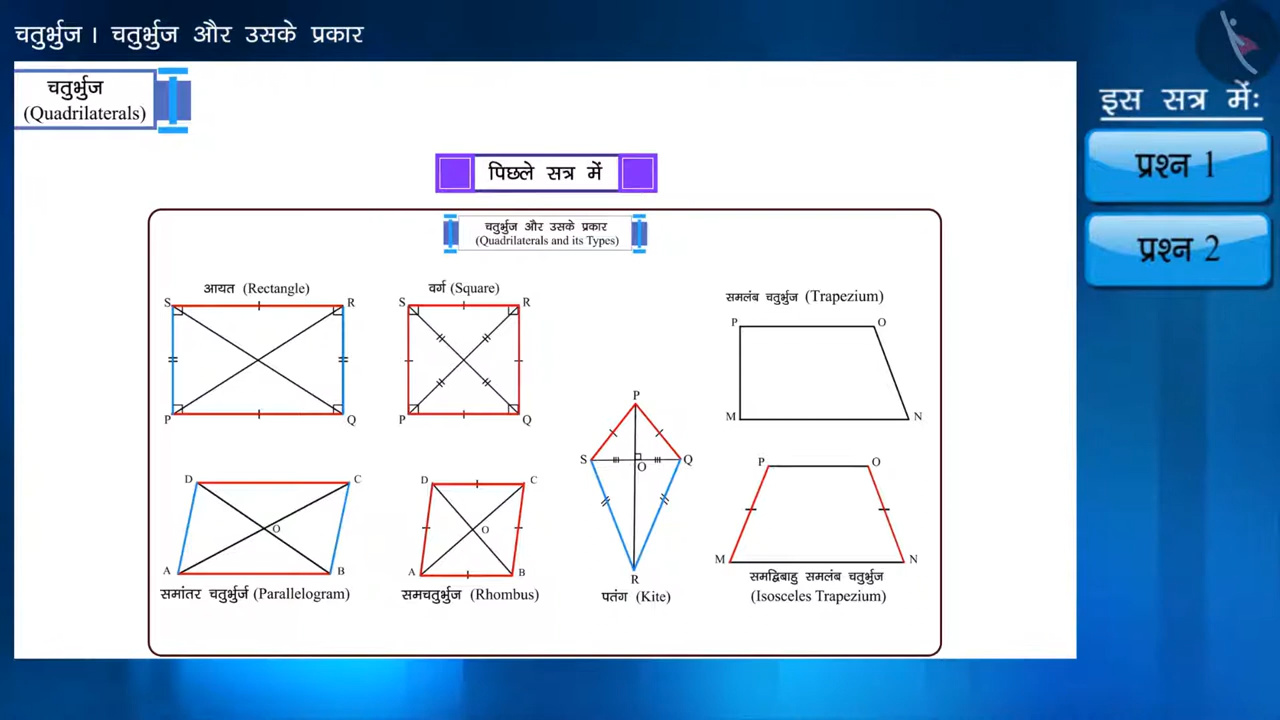 चतुर्भुज। चतुर्भुज और उसके प्रकार
चतुर्भुज
(Quadrilaterals)
इस सत्र में:
प्रश्न 1
प्रश्न 2
पिछले सत्र में
चतुर्भुज और उसके प्रकार
(Quadrilaterals and its Types)
आयत (Rectangle)
S R
P Q
वर्ग (Square)
S R
P Q
समलंब चतुर्भुज (Trapezium)
P O
M N
D C
O
A B
समांतर चतुर्भुर्ज (Parallelogram)
D C
O
A B
समचतुर्भुज (Rhombus)
P
S Q
O
R
पतंग (Kite)
P O
M N
समद्विबाहु समलंब चतुर्भुज
(Isosceles Trapezium)